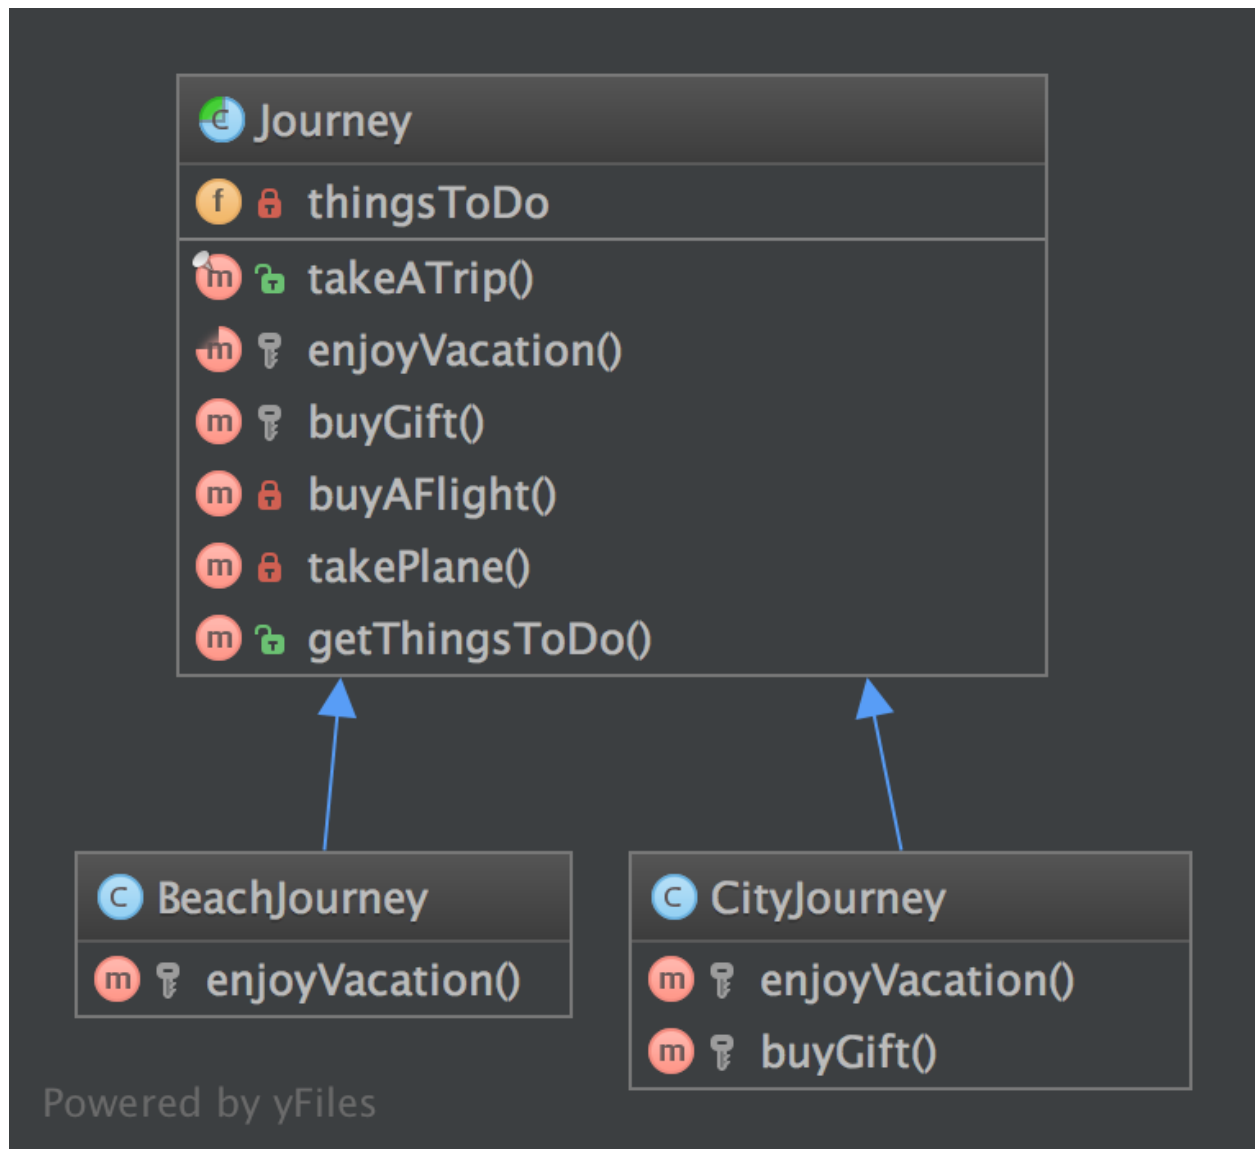 C Journey
f thingsToDo
m takeATrip()
m enjoyVacation()
m buyGift()
m buyAFlight()
m takePlane()
m getThingsToDo()
C BeachJourney
m enjoyVacation()
C CityJourney
m enjoyVacation()
m buyGift()
Powered by yFiles